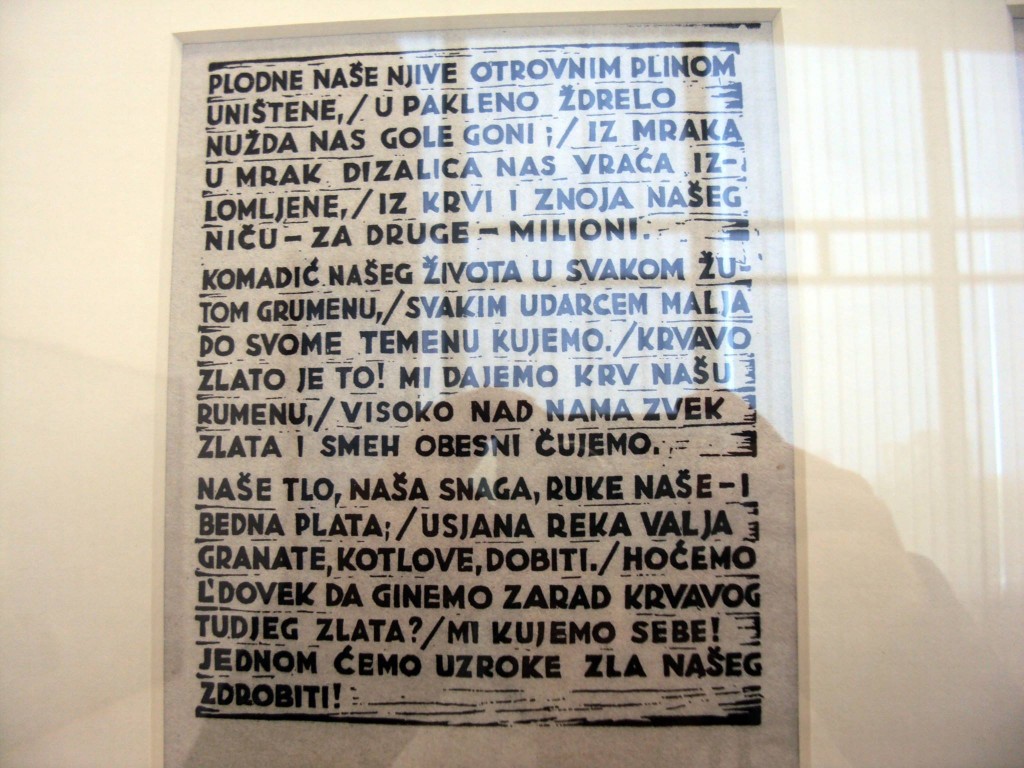 PLODNE NAŠE NJIVE OTROVNIM PLINOM
UNIŠTENE,/ U PAKLENO ŽDRELO
NUŽDA NAS GOLE GONI;/ IZ MRAKA
U MRAK DIZALICA NAS VRAĆA IZ-
LOMLJENE,/ IZ KRVI I ZNOJA NAŠEG
NIČU – ZA DRUGE – MILIONI.
KOMADIĆ NAŠEG ŽIVOTA U SVAKOM ŽU-
TOM GRUMENU,/ SVAKIM UDARCEM MALJA
PO SVOME TEMENU KUJEMO./ KRVAVO
ZLATO JE TO! MI DAJEMO KRV NAŠU
RUMENU,/ VISOKO NAD NAMA ZVEK
ZLATA I SMEH OBESNI ČUJEMO.
NAŠE TLO, NAŠA SNAGA, RUKE NAŠE – I
BEDNA PLATA;/ USJANA REKA VALJA
GRANATE, KOTLOVE, DOBITI./ HOĆEMO
L' DOVEK DA GINEMO ZARAD KRVAVOG
TUDJEG ZLATA?/ MI KUJEMO SEBE!
JEDNOM ĆEMO UZROKE ZLA NAŠEG
ZDROBITI!